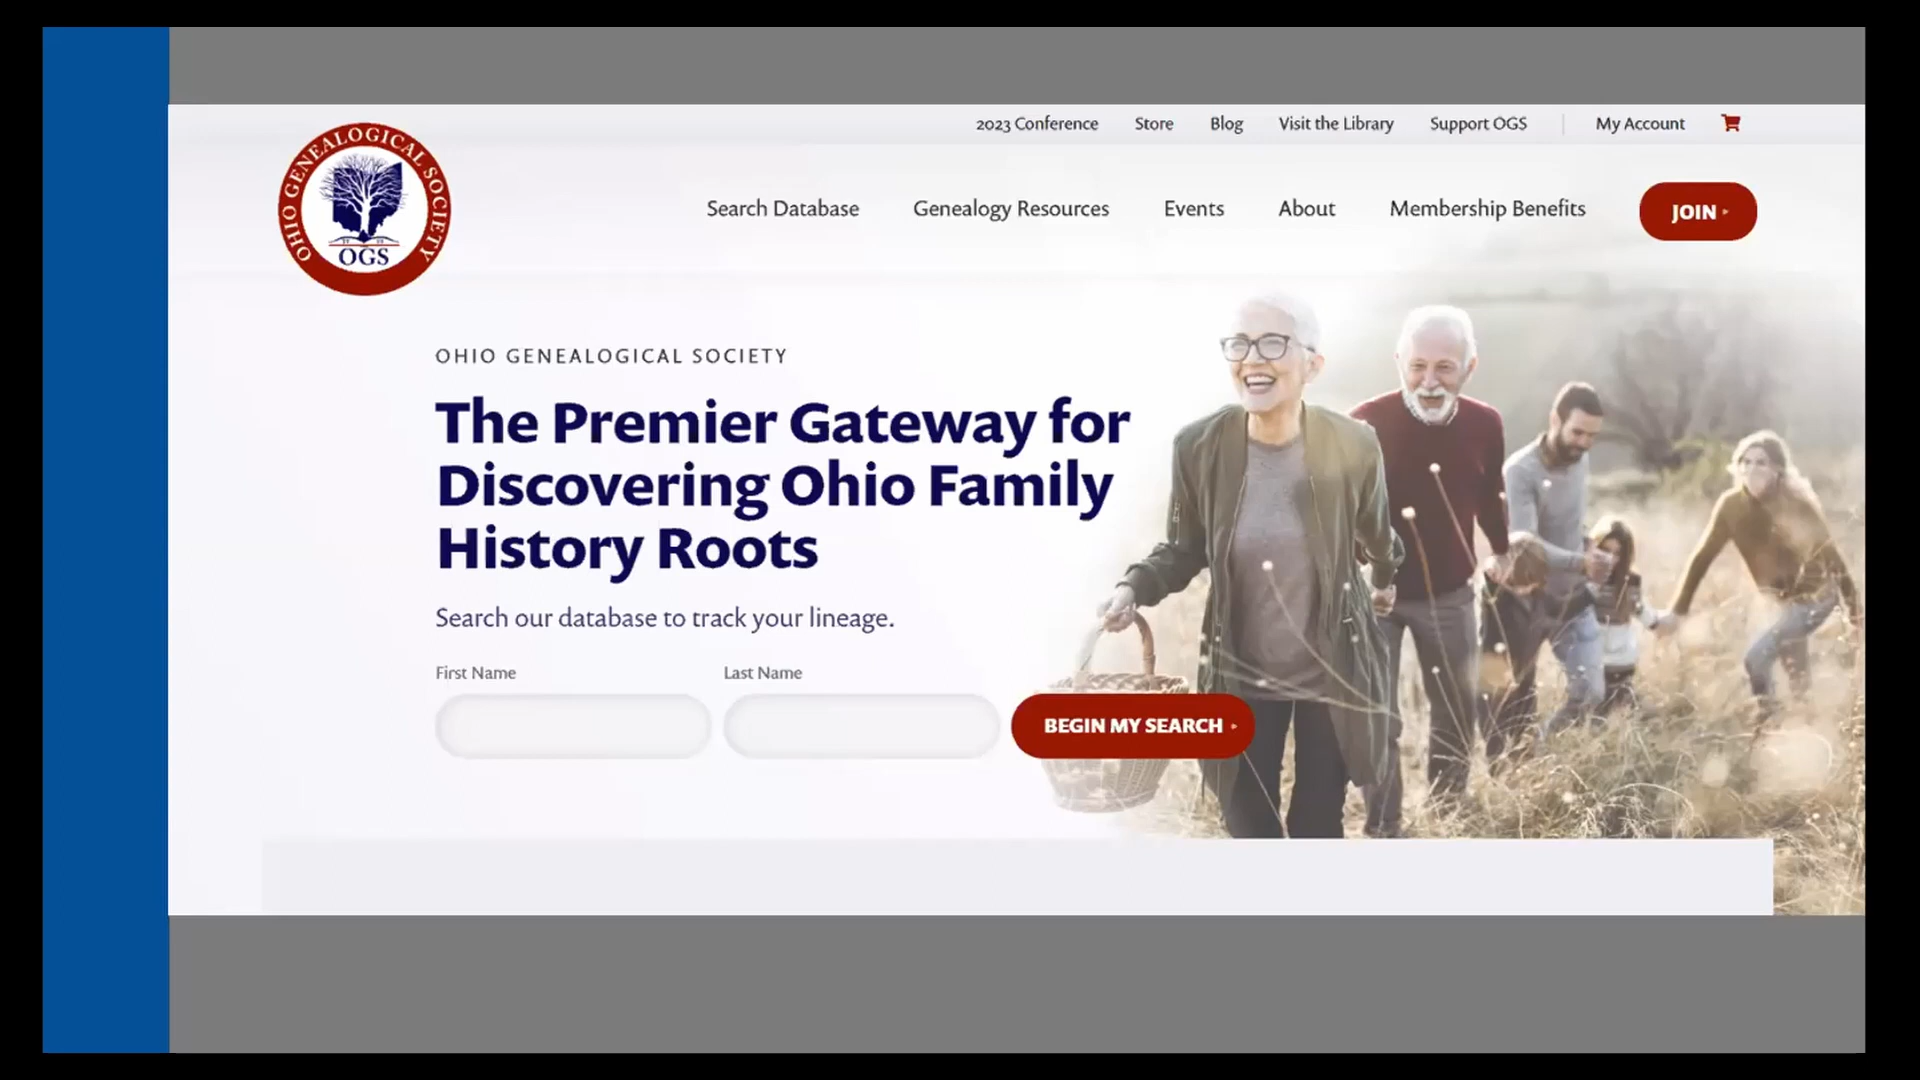 2023 Conference Store Blog Visit the Library Support OGS My Account
OHIO GENEALOGICAL SOCIETY
OGS
Search Database Genealogy Resources Events About Membership Benefits JOIN
OHIO GENEALOGICAL SOCIETY
The Premier Gateway for
Discovering Ohio Family
History Roots
Search our database to track your lineage.
First Name Last Name
BEGIN MY SEARCH